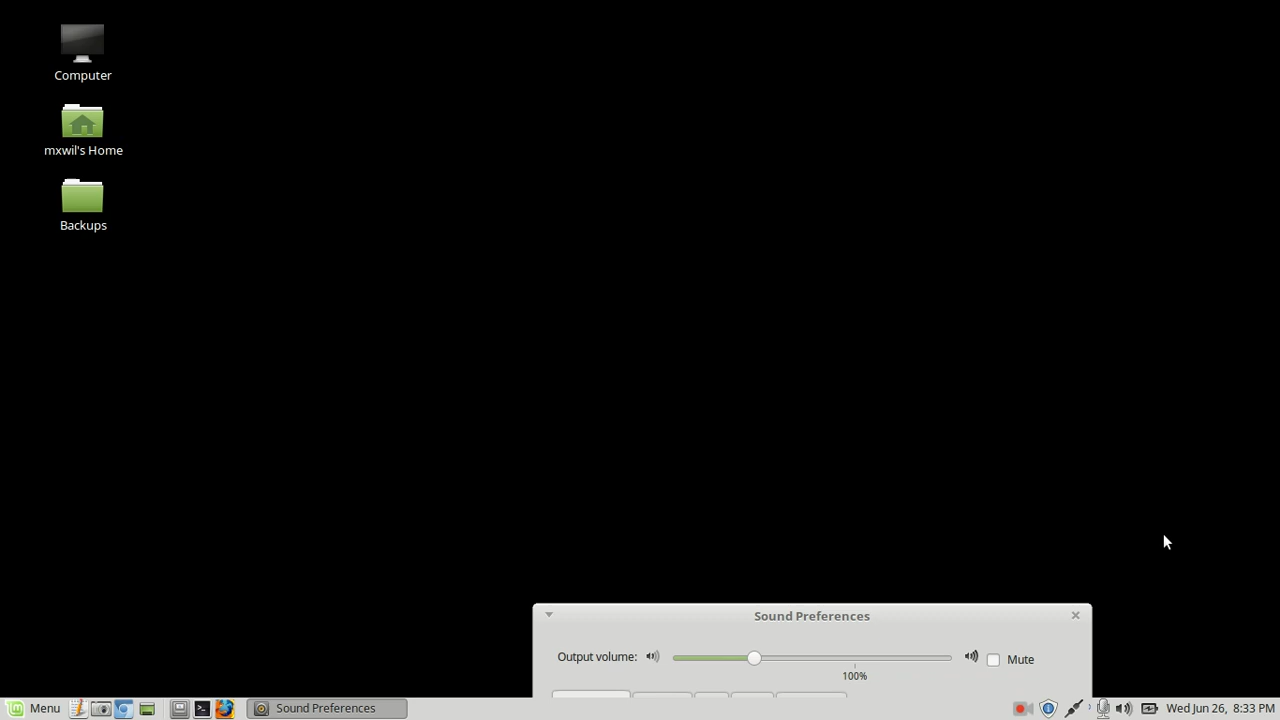 Computer
mxwil's Home
Backups
Sound Preferences
Output volume:
Mute
100%
Menu
Sound Preferences
Wed Jun 26, 8:33 PM